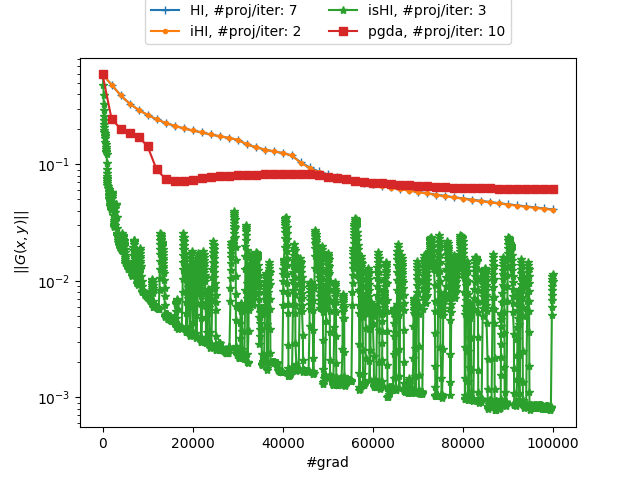 HI, #proj/iter: 7
isHI, #proj/iter: 3
iHI, #proj/iter: 2
pgda, #proj/iter: 10
||G(x, y)||
10⁻¹
10⁻²
10⁻³
0 20000 40000 60000 80000 100000
#grad